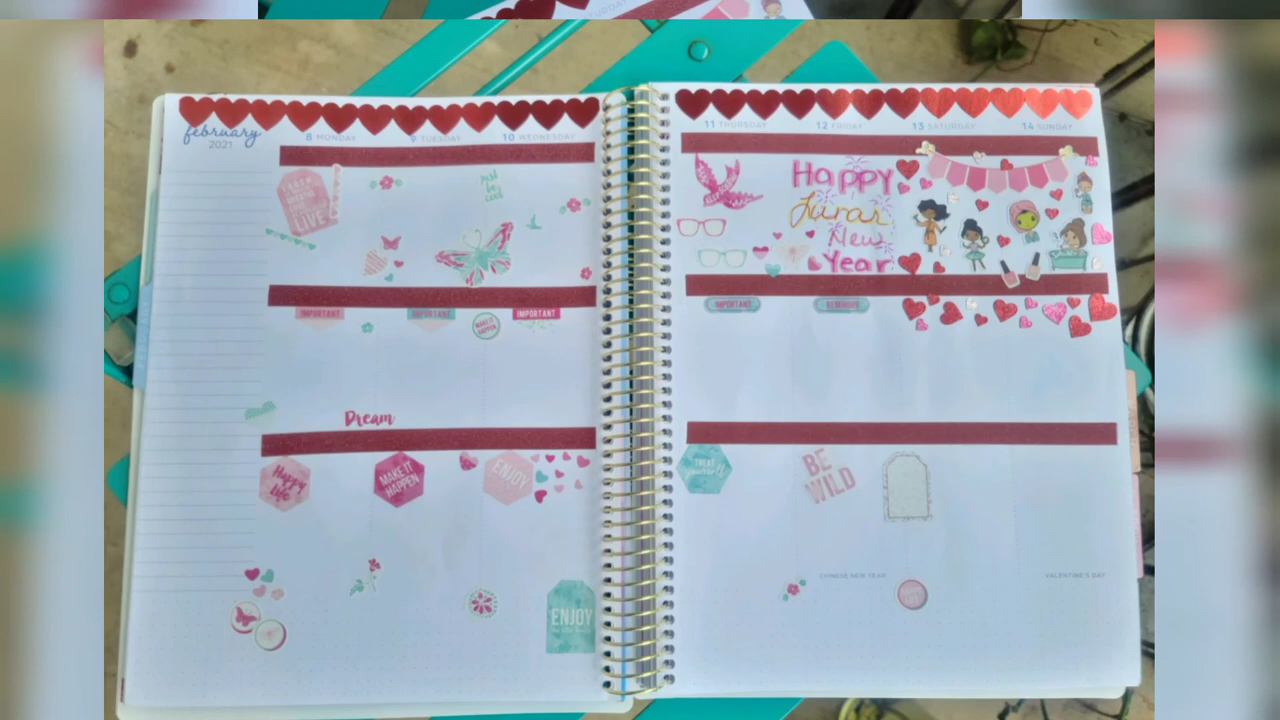 february
2021
8 MONDAY
9 TUESDAY
10 WEDNESDAY
LIVE
just
be
cool
IMPORTANT
IMPORTANT
IMPORTANT
MAKE IT
HAPPEN
Dream
Happy
life
MAKE IT
HAPPEN
ENJOY
ENJOY
11 THURSDAY
12 FRIDAY
13 SATURDAY
14 SUNDAY
Happy
Lunar
New
Year
IMPORTANT
REMINDER
TREAT
yourself
BE
WILD
CHINESE NEW YEAR
VALENTINE'S DAY